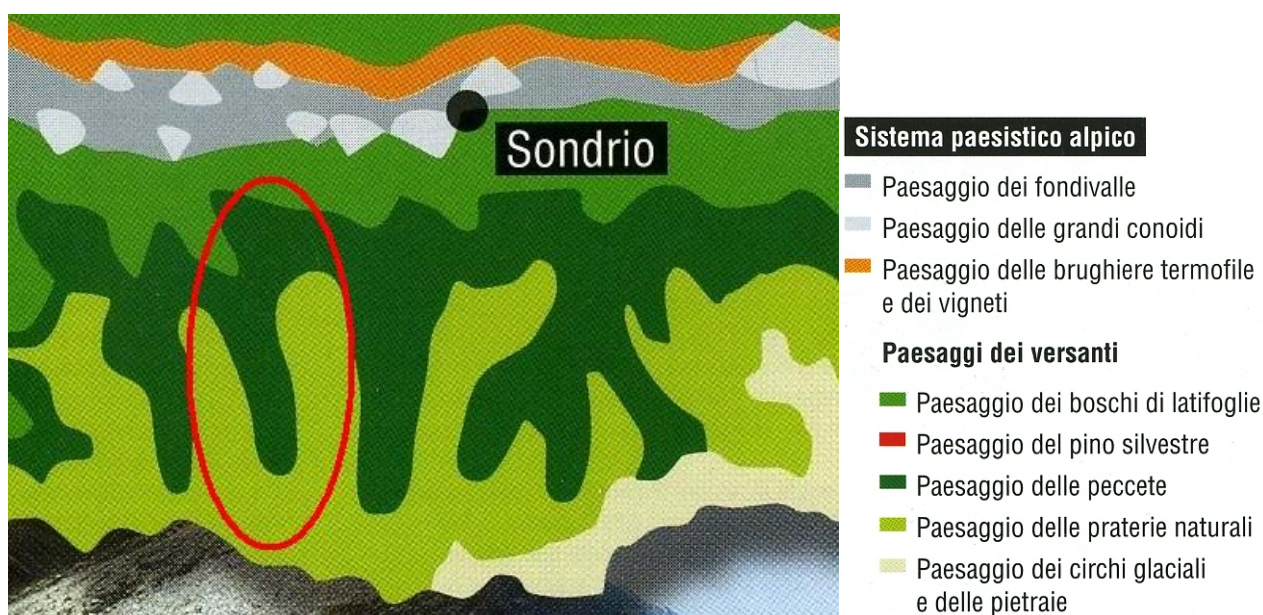 Sondrio
Sistema paesistico alpico
Paesaggio dei fondivalle
Paesaggio delle grandi conoidi
Paesaggio delle brughiere termofile
e dei vigneti
Paesaggi dei versanti
Paesaggio dei boschi di latifoglie
Paesaggio del pino silvestre
Paesaggio delle peccete
Paesaggio delle praterie naturali
Paesaggio dei circhi glaciali
e delle pietraie